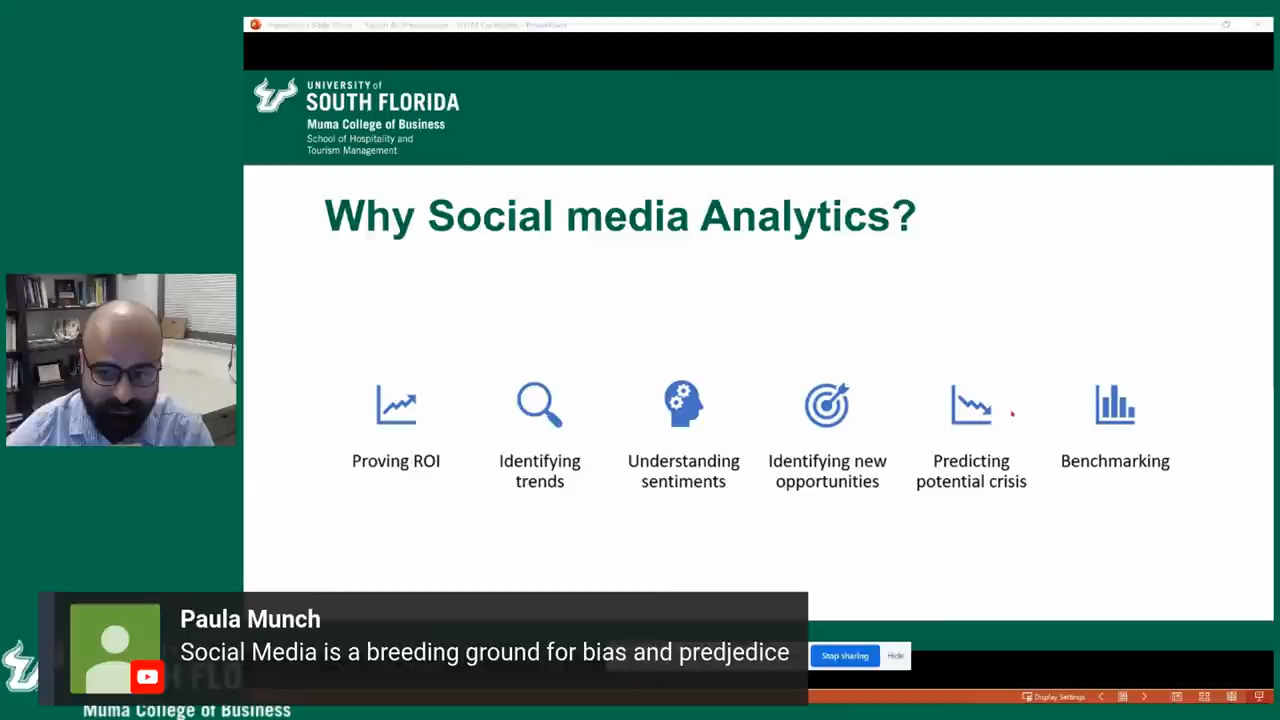 UNIVERSITY of
SOUTH FLORIDA
Muma College of Business
School of Hospitality and
Tourism Management
Why Social media Analytics?
Proving ROI
Identifying
trends
Understanding
sentiments
Identifying new
opportunities
Predicting
potential crisis
Benchmarking
Paula Munch
Social Media is a breeding ground for bias and predjedice
Stop sharing
Hide
Display Settings
Muma College of Business